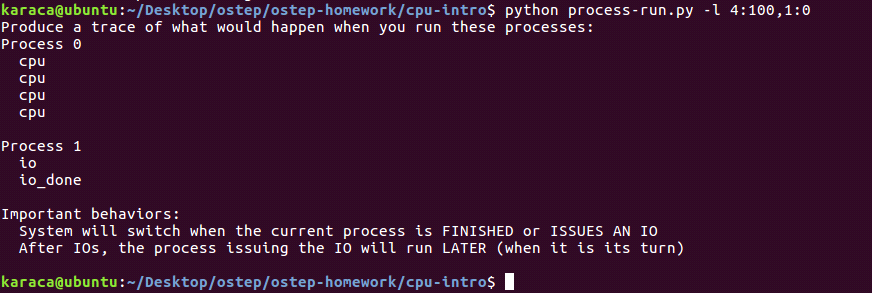 karaca@ubuntu:~/Desktop/ostep/ostep-homework/cpu-intro$ python process-run.py -l 4:100,1:0
Produce a trace of what would happen when you run these processes:
Process 0
  cpu
  cpu
  cpu
  cpu

Process 1
  io
  io_done

Important behaviors:
  System will switch when the current process is FINISHED or ISSUES AN IO
  After IOs, the process issuing the IO will run LATER (when it is its turn)

karaca@ubuntu:~/Desktop/ostep/ostep-homework/cpu-intro$